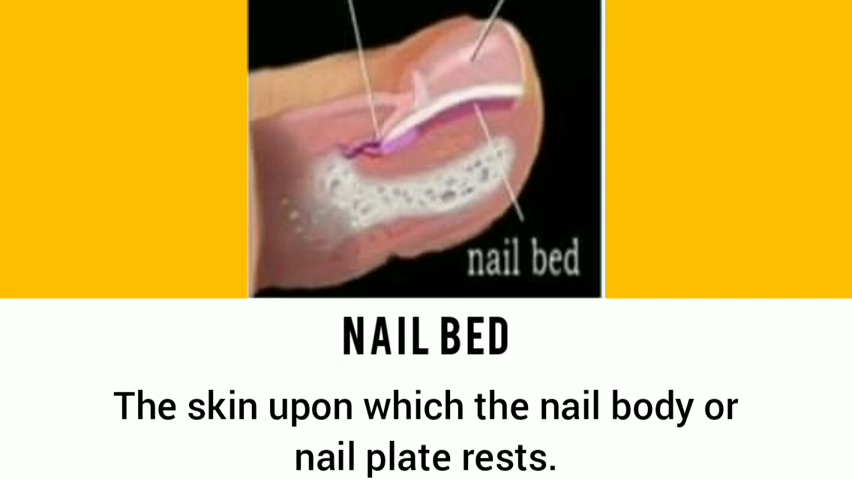 nail bed
NAIL BED
The skin upon which the nail body or
nail plate rests.